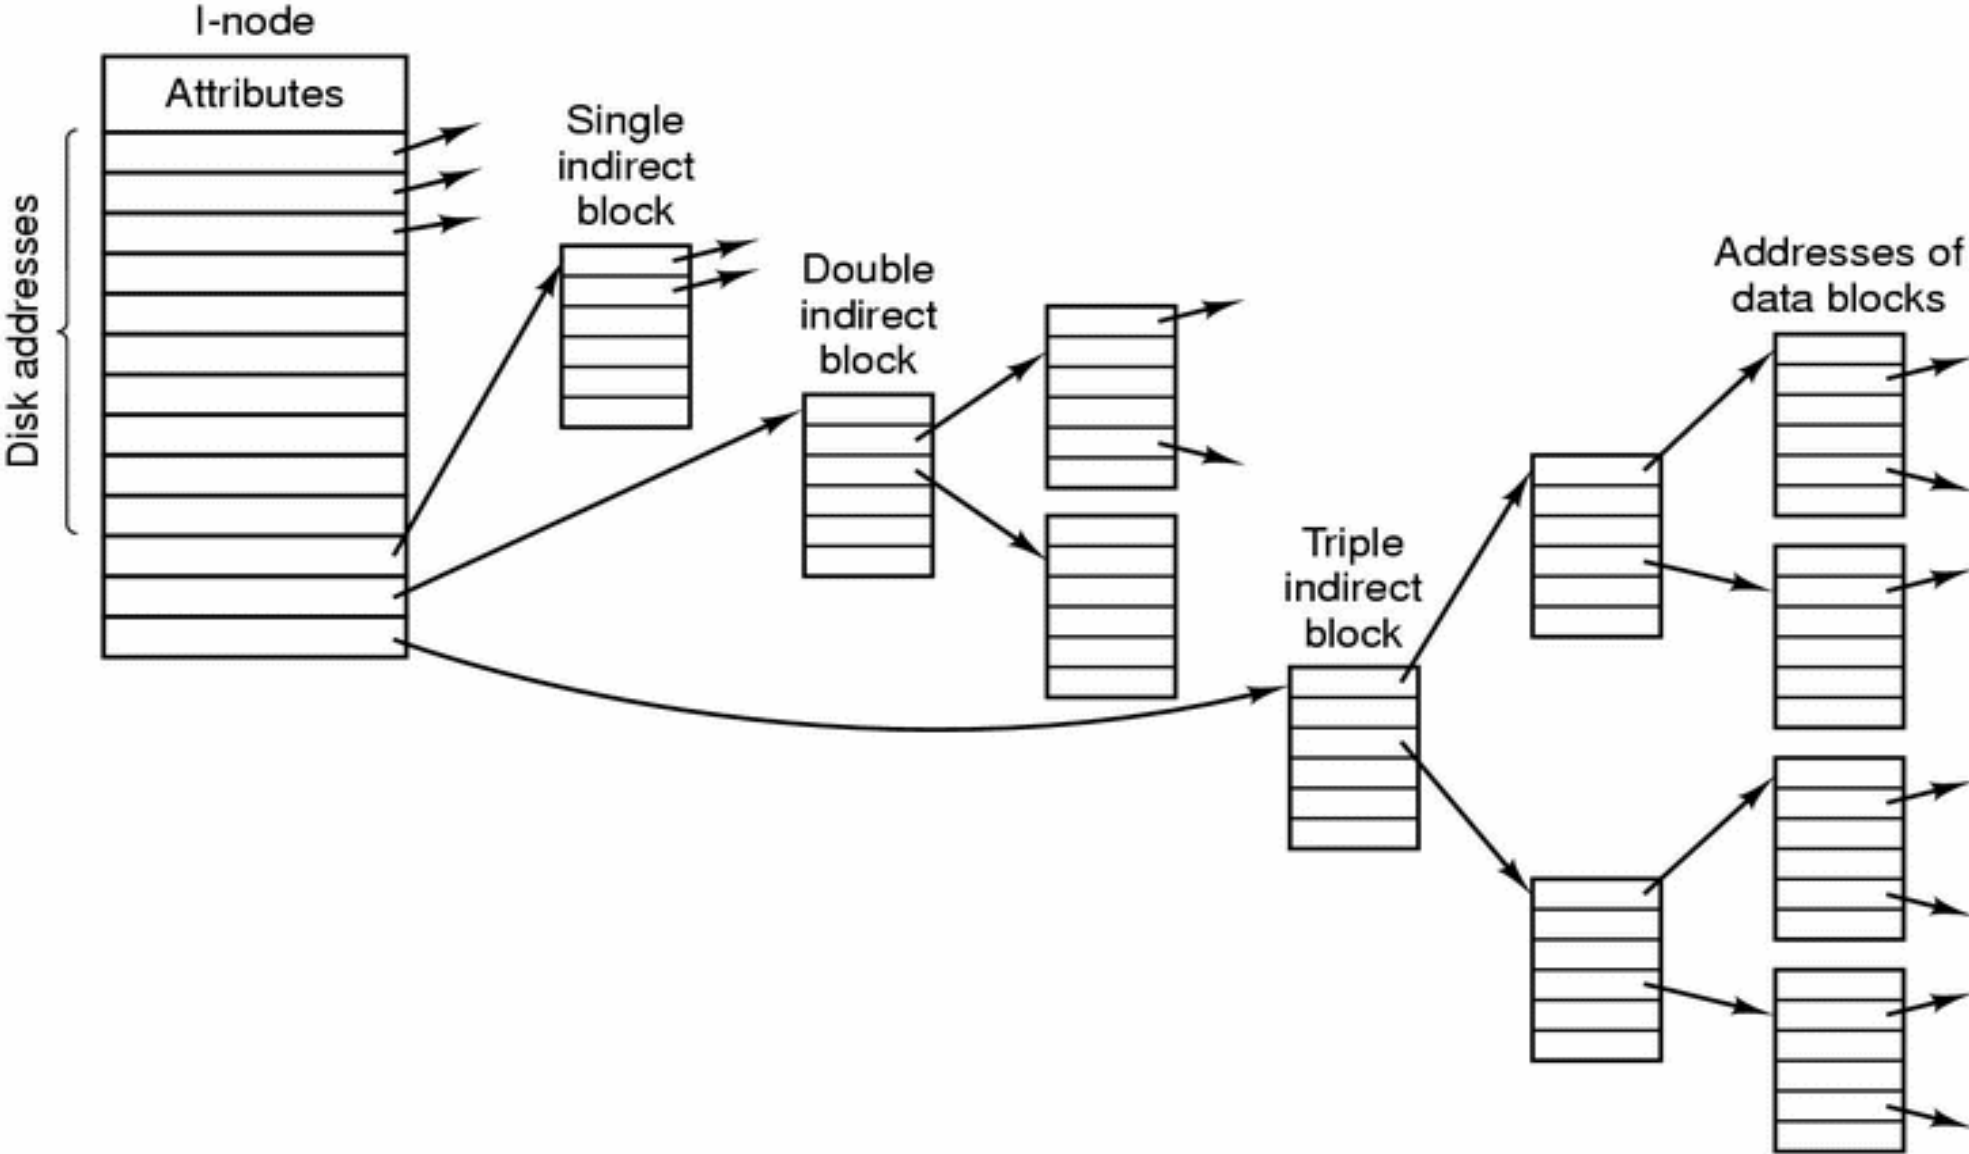 I-node
Attributes
Disk addresses
Single
indirect
block
Double
indirect
block
Triple
indirect
block
Addresses of
data blocks